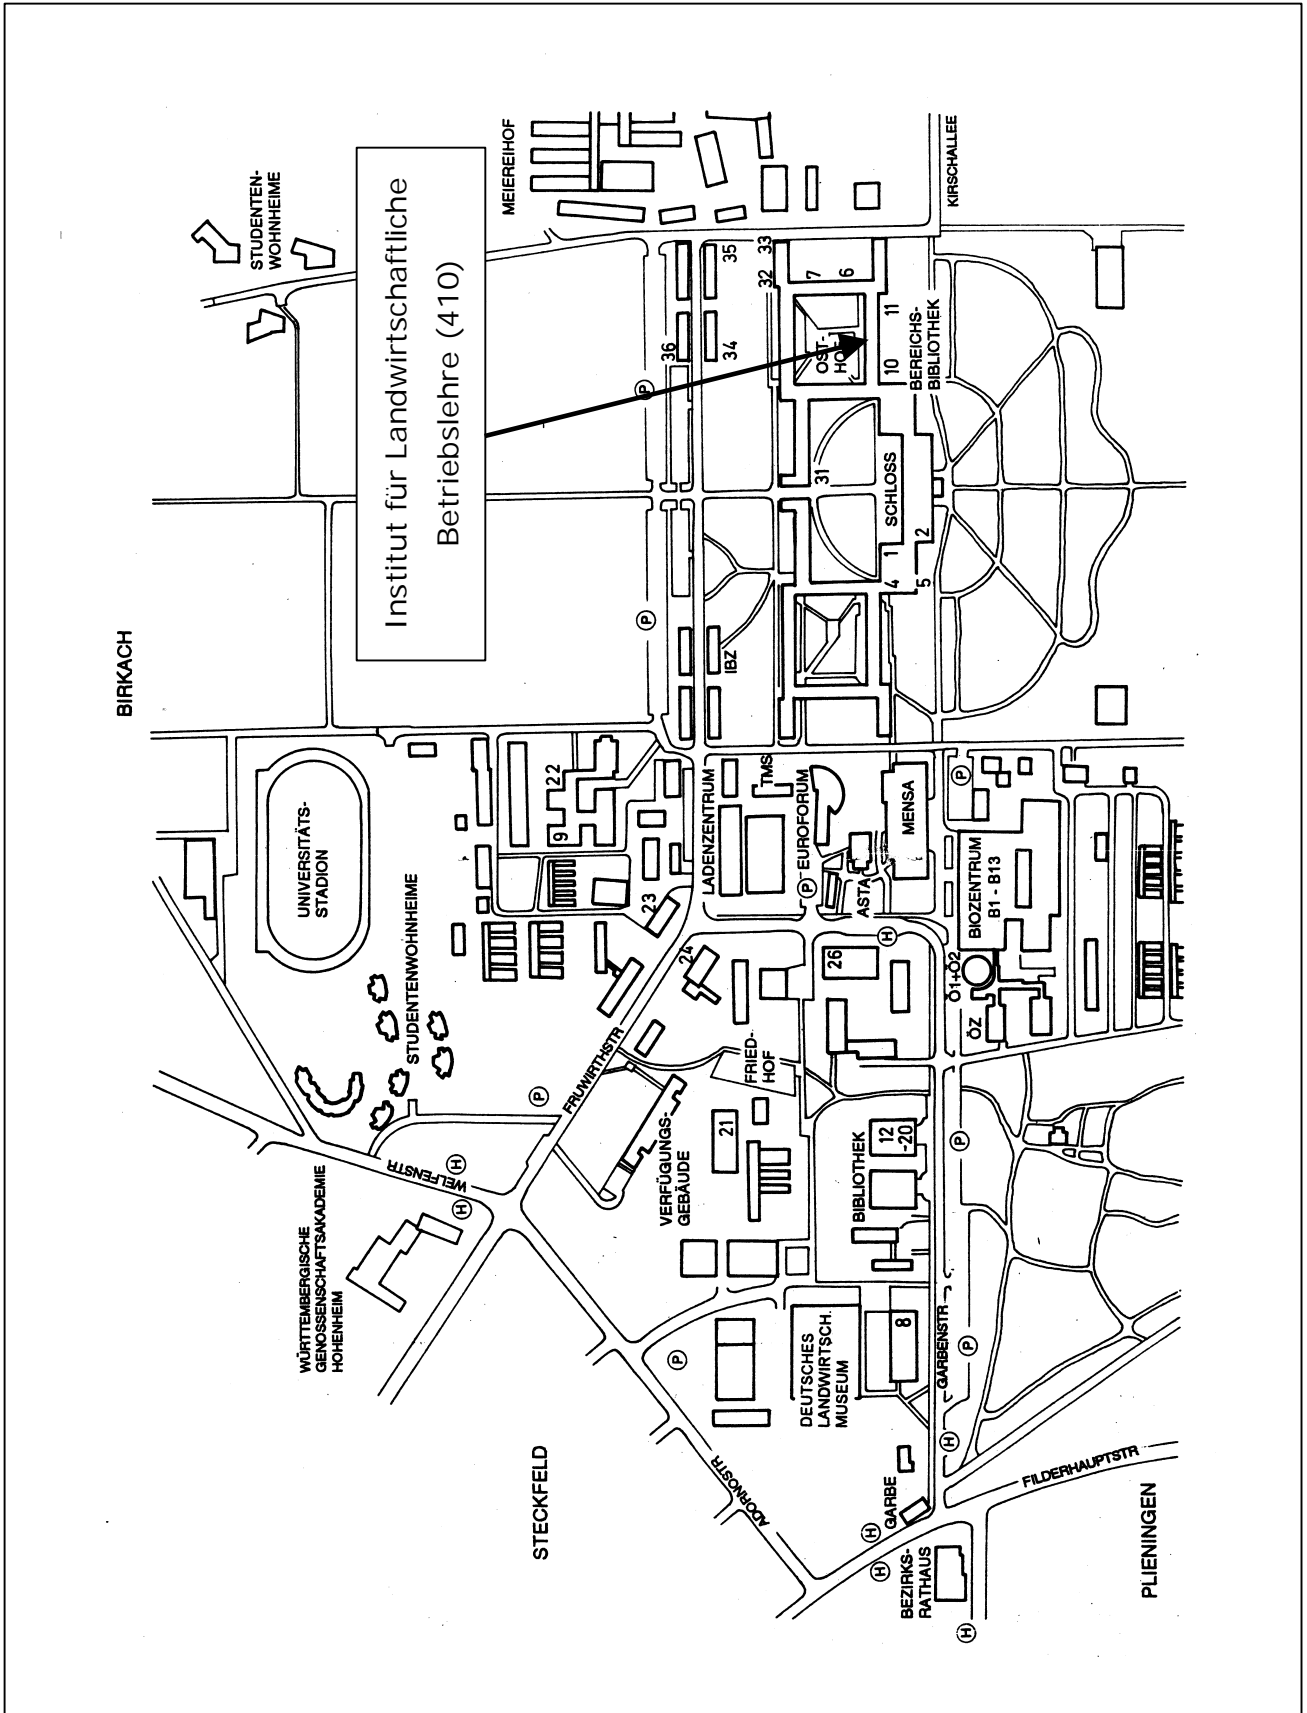 BIRKACH
STUDENTEN-
WOHNHEIME
Institut für Landwirtschaftliche
Betriebslehre (410)
MEIEREIHOF
UNIVERSITÄTS-
STADION
STUDENTENWOHNHEIME
WÜRTTEMBERGISCHE
GENOSSENSCHAFTSAKADEMIE
HOHENHEIM
WELFENSTR
H
H
P
FRUWIRTHSTR
STECKFELD
ADORNOSTR
22
9
23
24
P
P
36
35
34
33
32
7
6
11
10
OST-
HOF
BEREICHS-
BIBLIOTHEK
KIRSCHALLEE
31
SCHLOSS
1
2
4
5
IBZ
LADENZENTRUM
TMS
EUROFORUM
P
ASTA
MENSA
P
BIOZENTRUM
B1 - B13
H
26
Ö1+Ö2
ÖZ
FRIED-
HOF
VERFÜGUNGS-
GEBÄUDE
21
BIBLIOTHEK
12
-20
P
P
DEUTSCHES
LANDWIRTSCH.
MUSEUM
8
GARBENSTR
P
H
GARBE
H
H
BEZIRKS-
RATHAUS
H
FILDERHAUPTSTR
PLIENINGEN